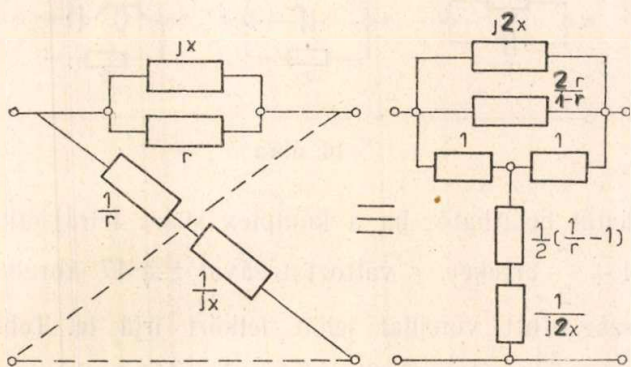 jx
r
1/r
1/jx
=
j2x
2r/1-r
1 1
1/2(1/r-1)
1/j2x